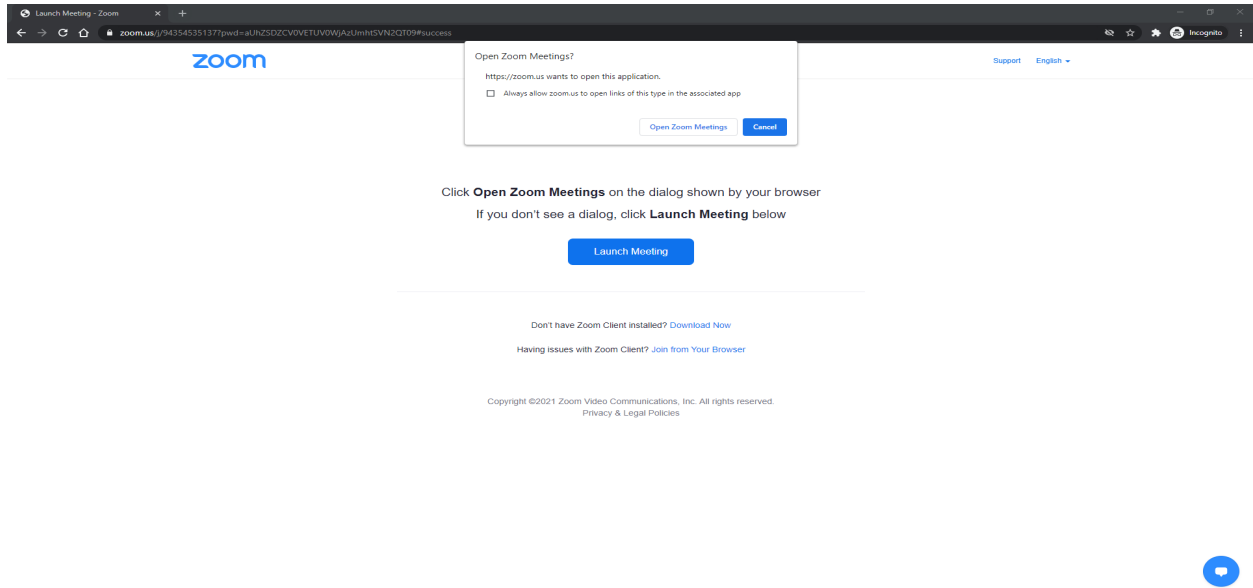 Launch Meeting - Zoom
zoom.us/j/94354535137?pwd=aUhZSDZCV0VETUV0WjAzUmhtSVN2QT09#success
Incognito
zoom
Support English
Open Zoom Meetings?
https://zoom.us wants to open this application.
Always allow zoom.us to open links of this type in the associated app
Open Zoom Meetings Cancel
Click Open Zoom Meetings on the dialog shown by your browser
If you don't see a dialog, click Launch Meeting below
Launch Meeting
Don't have Zoom Client installed? Download Now
Having issues with Zoom Client? Join from Your Browser
Copyright ©2021 Zoom Video Communications, Inc. All rights reserved.
Privacy & Legal Policies